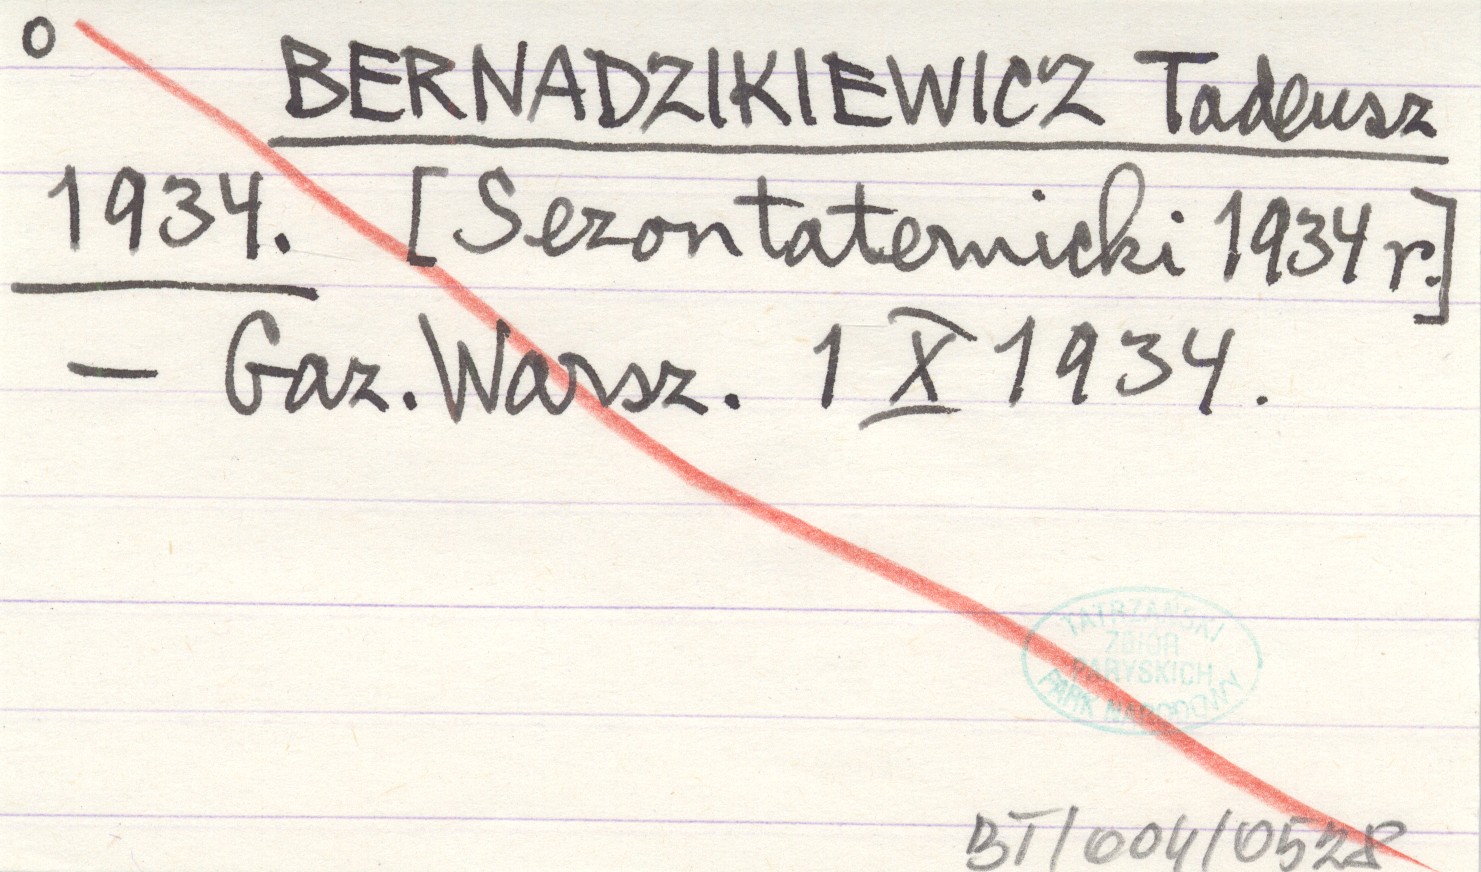 o
BERNADZIKIEWICZ Tadeusz
1934. [Sezon taternicki 1934 r.]
– Gaz. Warsz. 1 X 1934.
TATRZAŃSKI
ZBIÓR
PARYSKICH
PARK NARODOWY
BT/004/0528